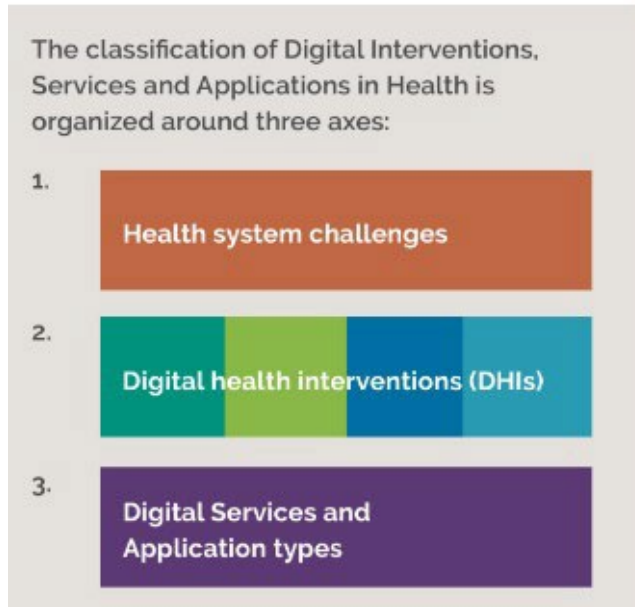 The classification of Digital Interventions,
Services and Applications in Health is
organized around three axes:
1.
Health system challenges
2.
Digital health interventions (DHIs)
3.
Digital Services and
Application types